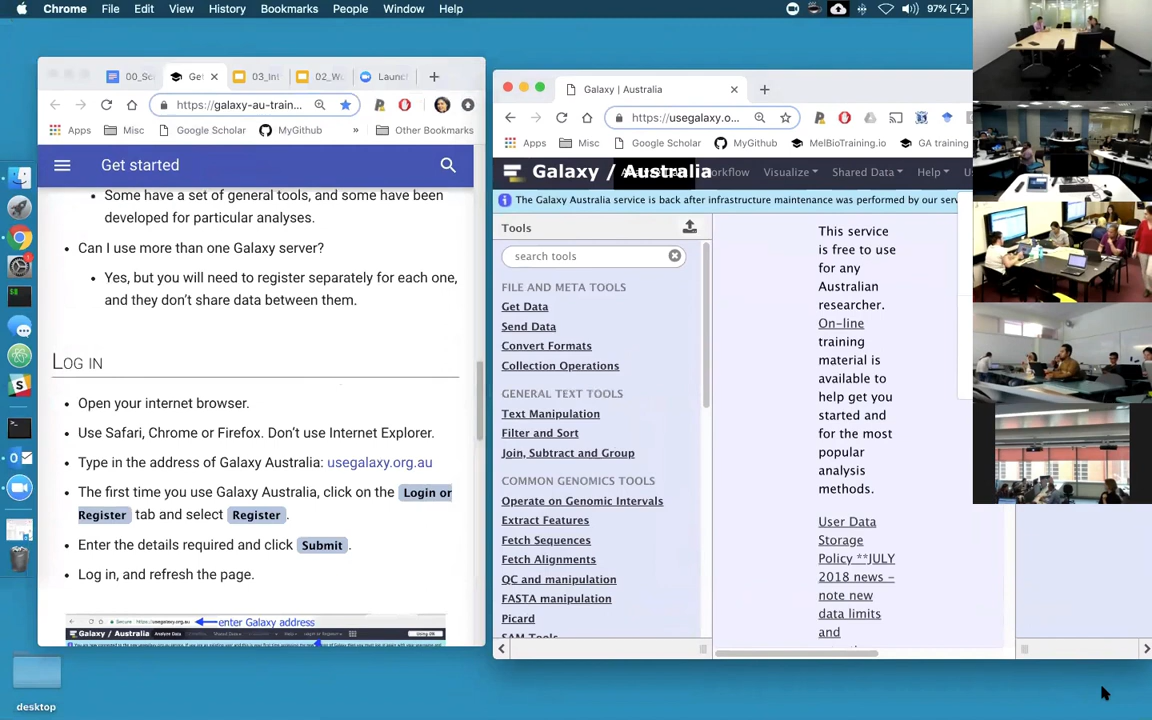 Chrome File Edit View History Bookmarks People Window Help 97%
00_Sc Get 03_Int 02_Wo Launc
https://galaxy-au-train...
Apps Misc Google Scholar MyGithub » Other Bookmarks
Get started
Some have a set of general tools, and some have been
developed for particular analyses.
Can I use more than one Galaxy server?
Yes, but you will need to register separately for each one,
and they don't share data between them.
LOG IN
Open your internet browser.
Use Safari, Chrome or Firefox. Don't use Internet Explorer.
Type in the address of Galaxy Australia: usegalaxy.org.au
The first time you use Galaxy Australia, click on the Login or
Register tab and select Register.
Enter the details required and click Submit.
Log in, and refresh the page.
enter Galaxy address
Galaxy / Australia
desktop
Galaxy | Australia
https://usegalaxy.o...
Apps Misc Google Scholar MyGithub MelBioTraining.io GA training
Galaxy / Australia Visualize Shared Data Help
The Galaxy Australia service is back after infrastructure maintenance was performed by our serv
Tools
search tools
FILE AND META TOOLS
Get Data
Send Data
Convert Formats
Collection Operations
GENERAL TEXT TOOLS
Text Manipulation
Filter and Sort
Join, Subtract and Group
COMMON GENOMICS TOOLS
Operate on Genomic Intervals
Extract Features
Fetch Sequences
Fetch Alignments
QC and manipulation
FASTA manipulation
Picard
SAM Tools
This service
is free to use
for any
Australian
researcher.
On-line
training
material is
available to
help get you
started and
for the most
popular
analysis
methods.
User Data
Storage
Policy **JULY
2018 news -
note new
data limits
and